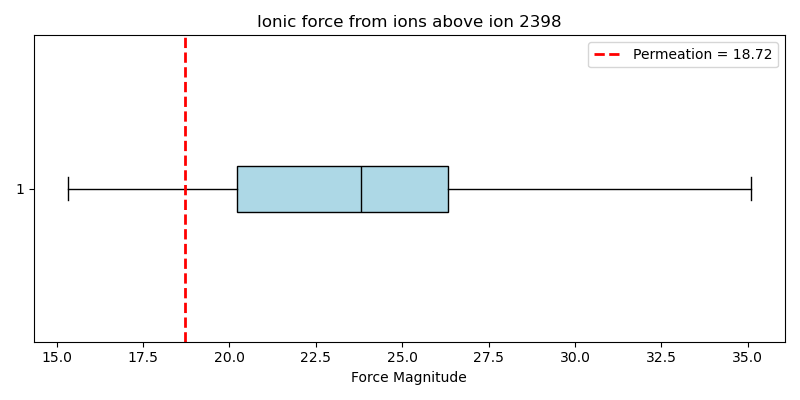 Ionic force from ions above ion 2398
Permeation = 18.72
1
15.0 17.5 20.0 22.5 25.0 27.5 30.0 32.5 35.0
Force Magnitude